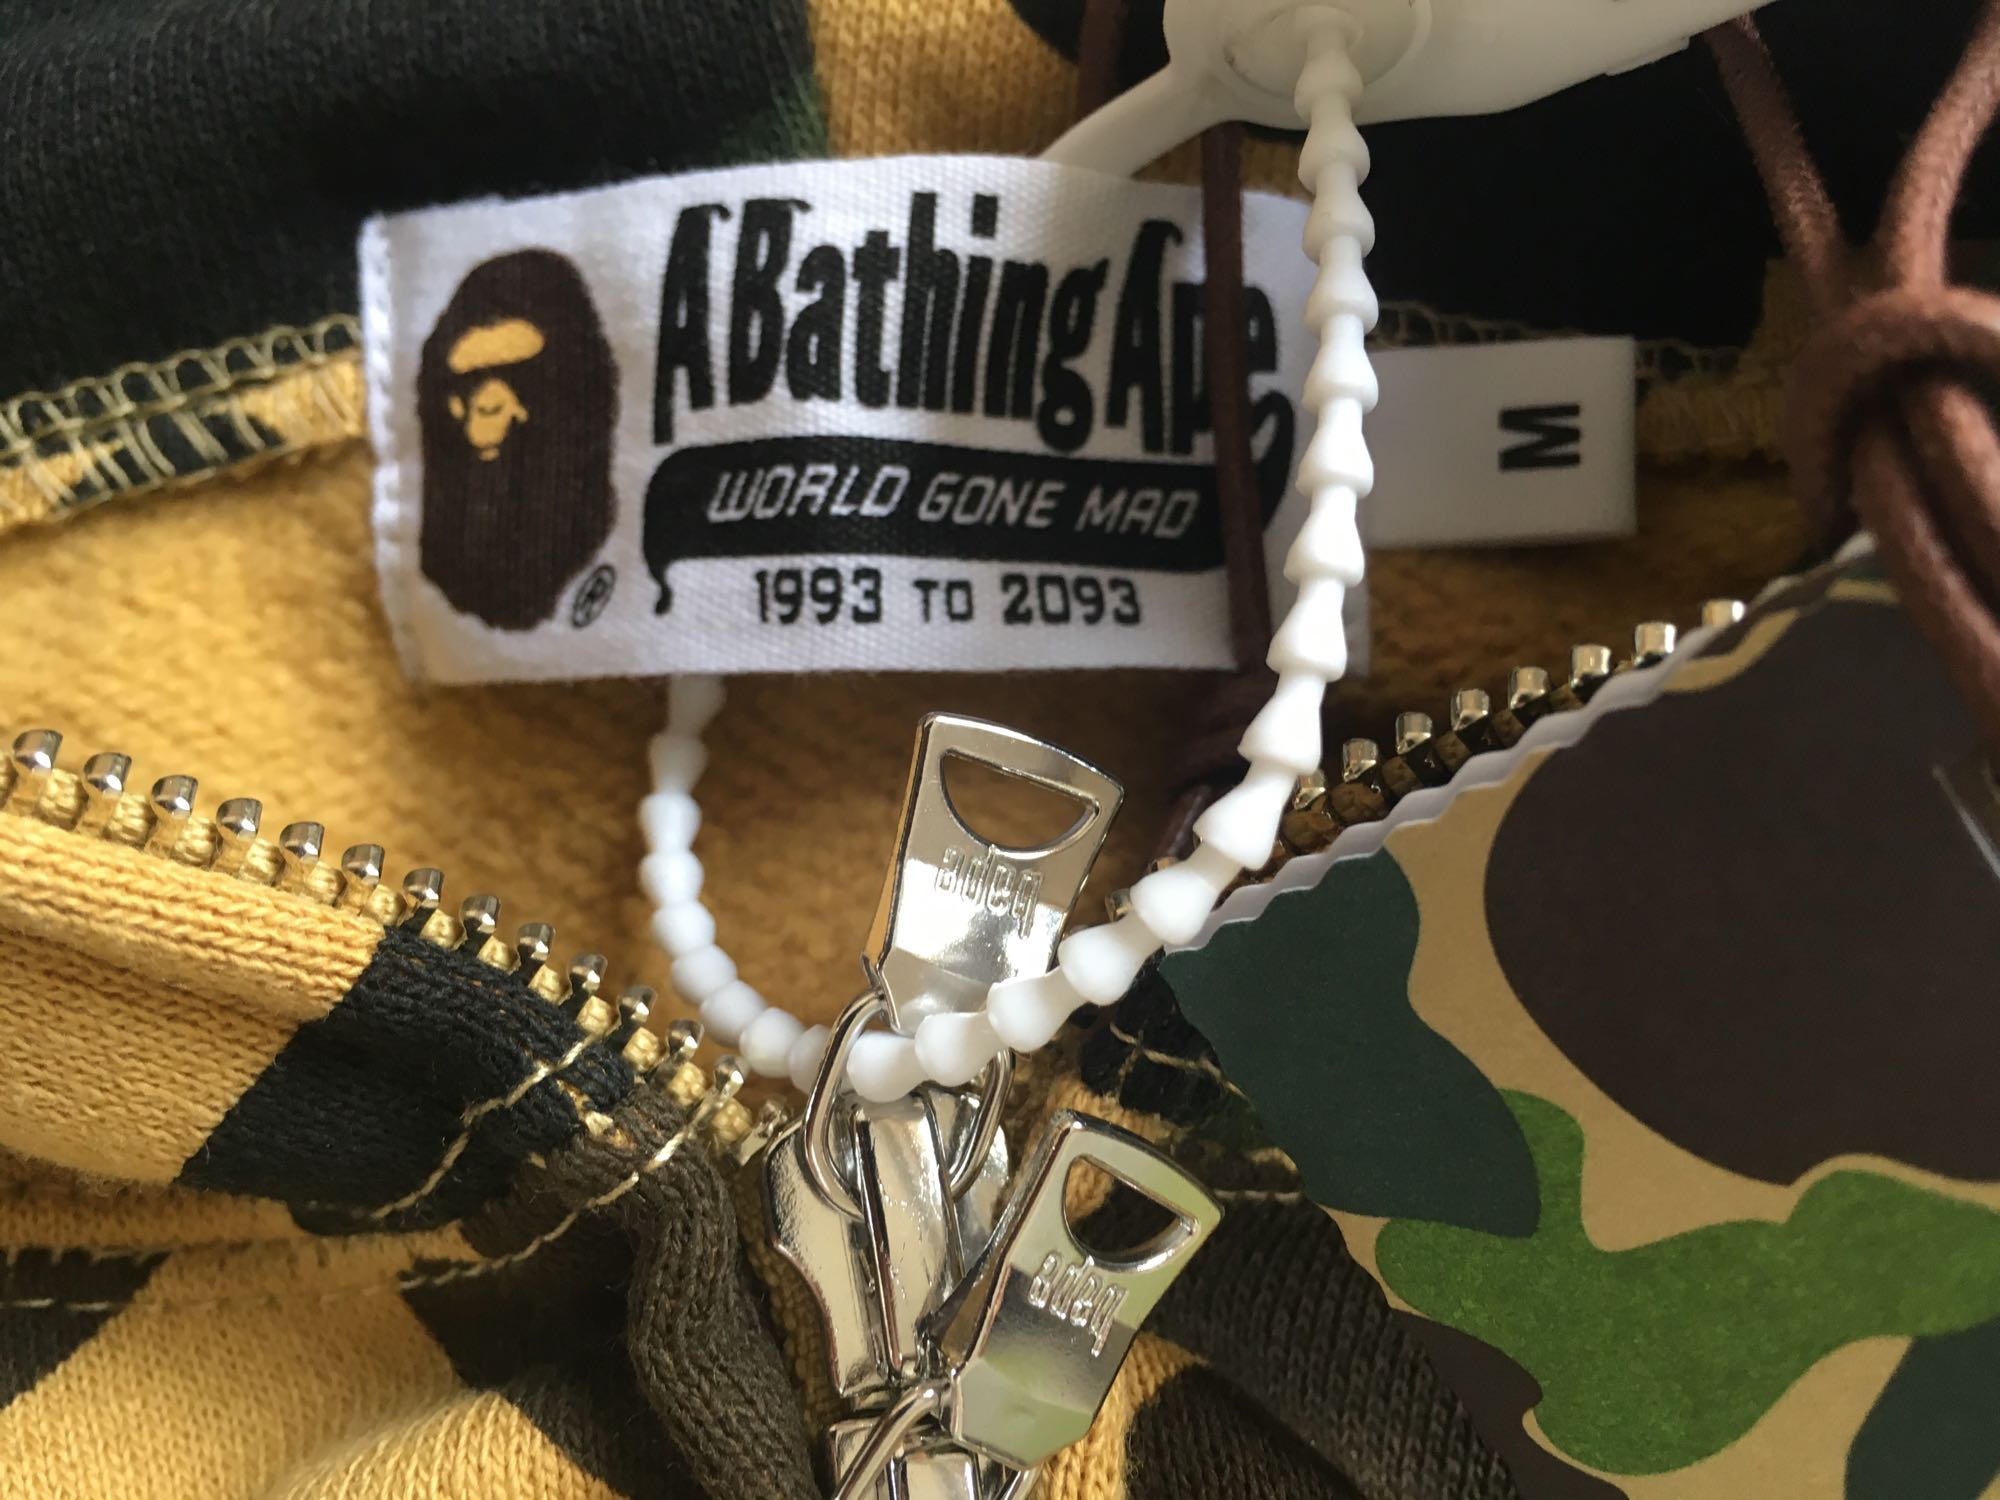 A Bathing Ape
WORLD GONE MAD
1993 TO 2093
®
M
bape
bape